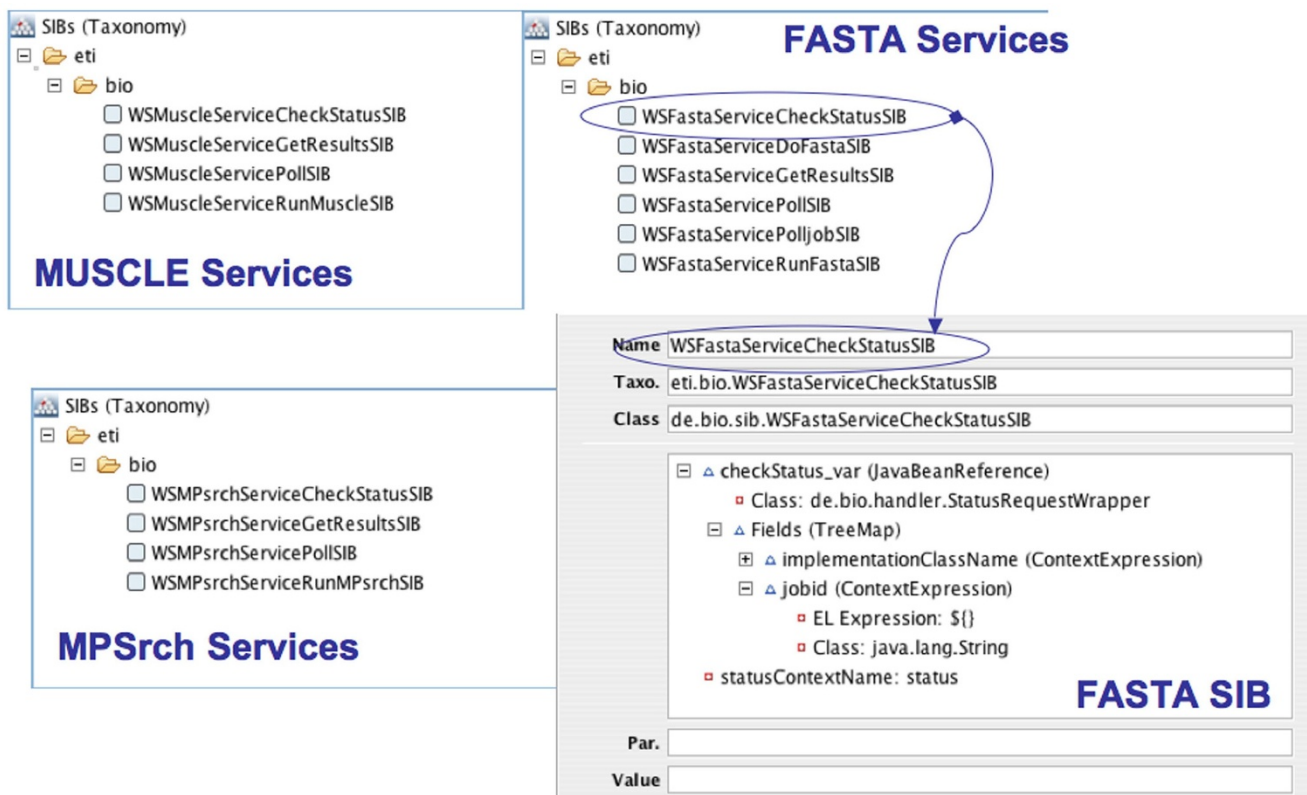 SIBs (Taxonomy)
eti
bio
WSMuscleServiceCheckStatusSIB
WSMuscleServiceGetResultsSIB
WSMuscleServicePollSIB
WSMuscleServiceRunMuscleSIB
MUSCLE Services
SIBs (Taxonomy)
FASTA Services
eti
bio
WSFastaServiceCheckStatusSIB
WSFastaServiceDoFastaSIB
WSFastaServiceGetResultsSIB
WSFastaServicePollSIB
WSFastaServicePolljobSIB
WSFastaServiceRunFastaSIB
SIBs (Taxonomy)
eti
bio
WSMPsrchServiceCheckStatusSIB
WSMPsrchServiceGetResultsSIB
WSMPsrchServicePollSIB
WSMPsrchServiceRunMPsrchSIB
MPSrch Services
Name WSFastaServiceCheckStatusSIB
Taxo. eti.bio.WSFastaServiceCheckStatusSIB
Class de.bio.sib.WSFastaServiceCheckStatusSIB
checkStatus_var (JavaBeanReference)
Class: de.bio.handler.StatusRequestWrapper
Fields (TreeMap)
implementationClassName (ContextExpression)
jobid (ContextExpression)
EL Expression: ${}
Class: java.lang.String
statusContextName: status
FASTA SIB
Par.
Value